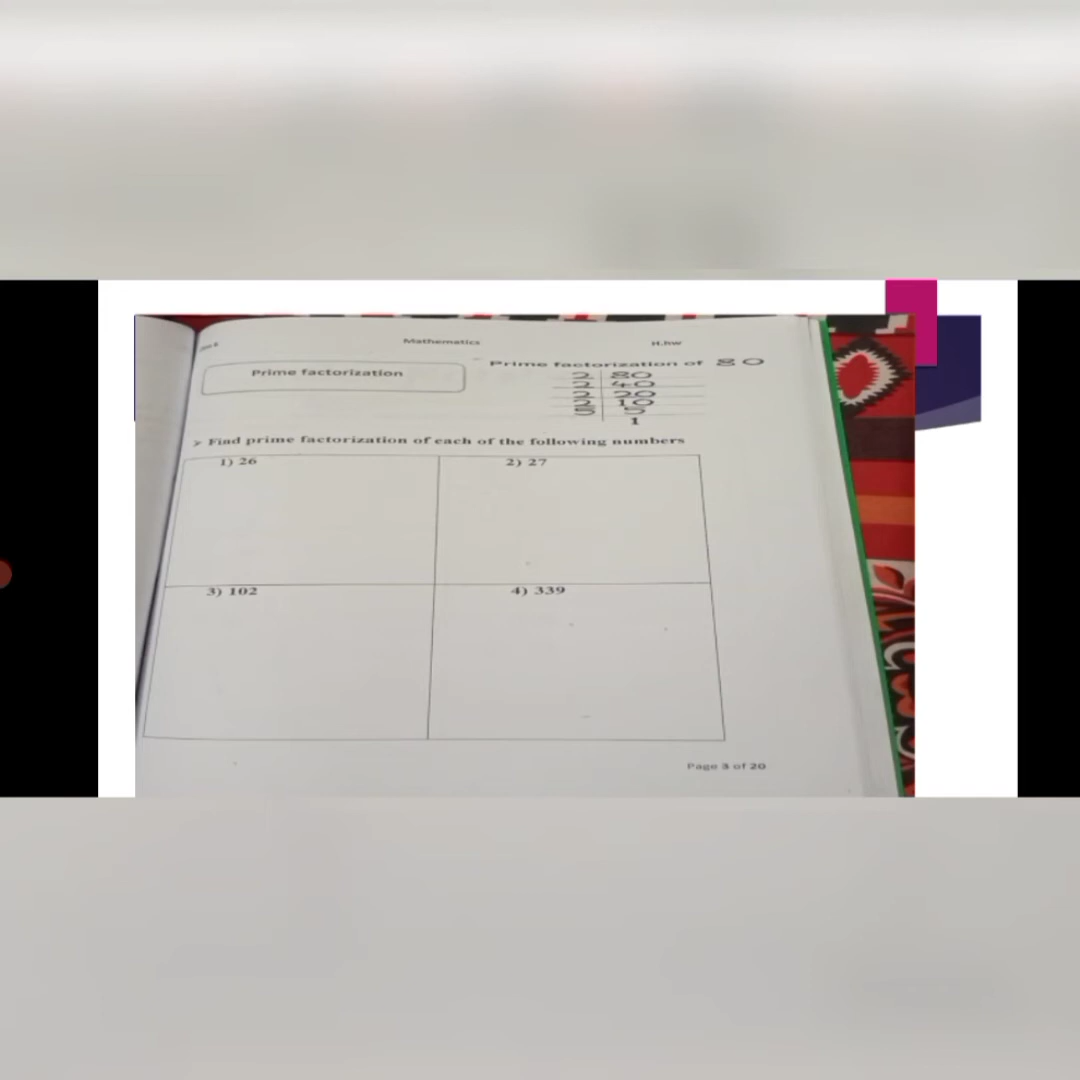 Mathematics
H.hw
Prime factorization
Prime factorization of 80
2 | 80
2 | 40
2 | 20
2 | 10
5 | 5
1
➢ Find prime factorization of each of the following numbers
1) 26
2) 27
3) 102
4) 339
Page 3 of 20